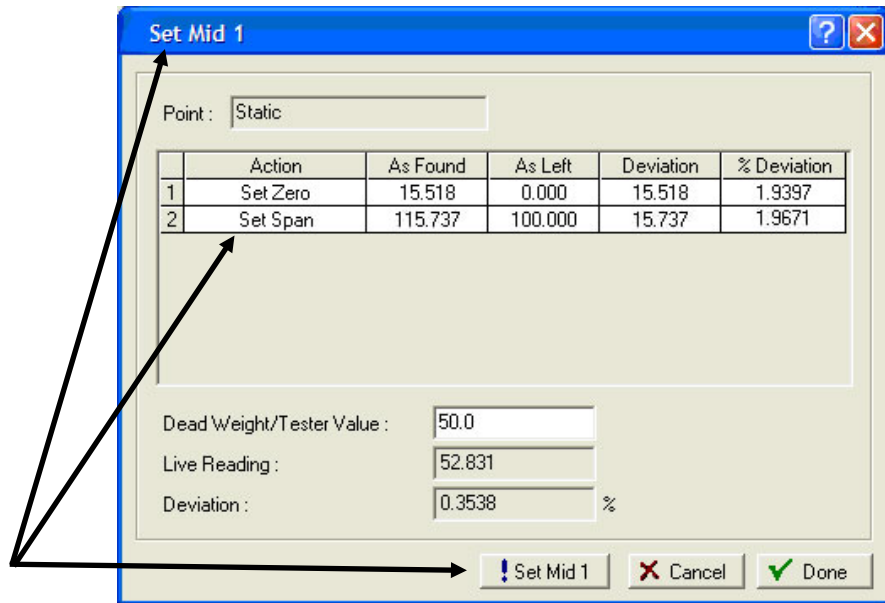 Set Mid 1
Point : Static
Action As Found As Left Deviation % Deviation
1 Set Zero 15.518 0.000 15.518 1.9397
2 Set Span 115.737 100.000 15.737 1.9671
Dead Weight/Tester Value : 50.0
Live Reading : 52.831
Deviation : 0.3538 %
! Set Mid 1 Cancel Done